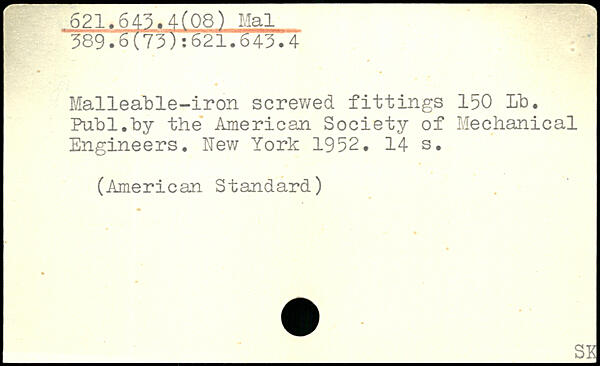 621.643.4(08) Mal
389.6(73):621.643.4
Malleable-iron screwed fittings 150 Lb.
Publ.by the American Society of Mechanical
Engineers. New York 1952. 14 s.
(American Standard)
SK